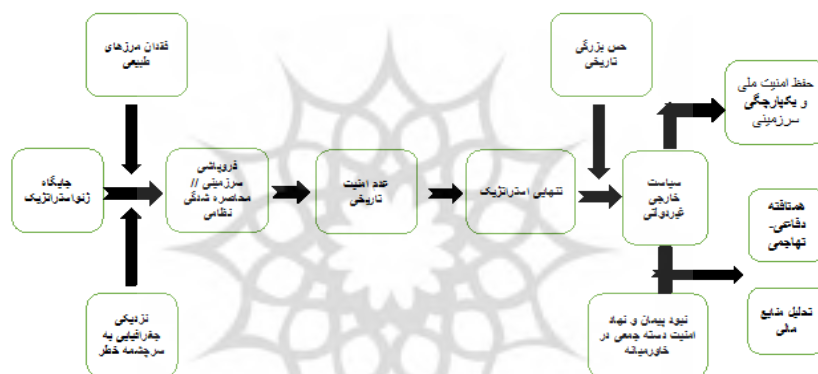 فقدان مرزهای
طبیعی
جایگاه
ژئواستراتژیک
نزدیکی
جغرافیایی به
سرچشمه خطر
فروپاشی
سرزمینی //
محاصره شدگی
نظامی
عدم امنیت
تاریخی
تنهایی استراتژیک
حس بزرگی
تاریخی
سیاست
خارجی
غیردولتی
نبود پیمان و نهاد
امنیت دسته جمعی در
خاورمیانه
حفظ امنیت ملی
و یکپارچگی
سرزمینی
همتافته
دفاعی-
تهاجمی
تحلیل منابع
مالی